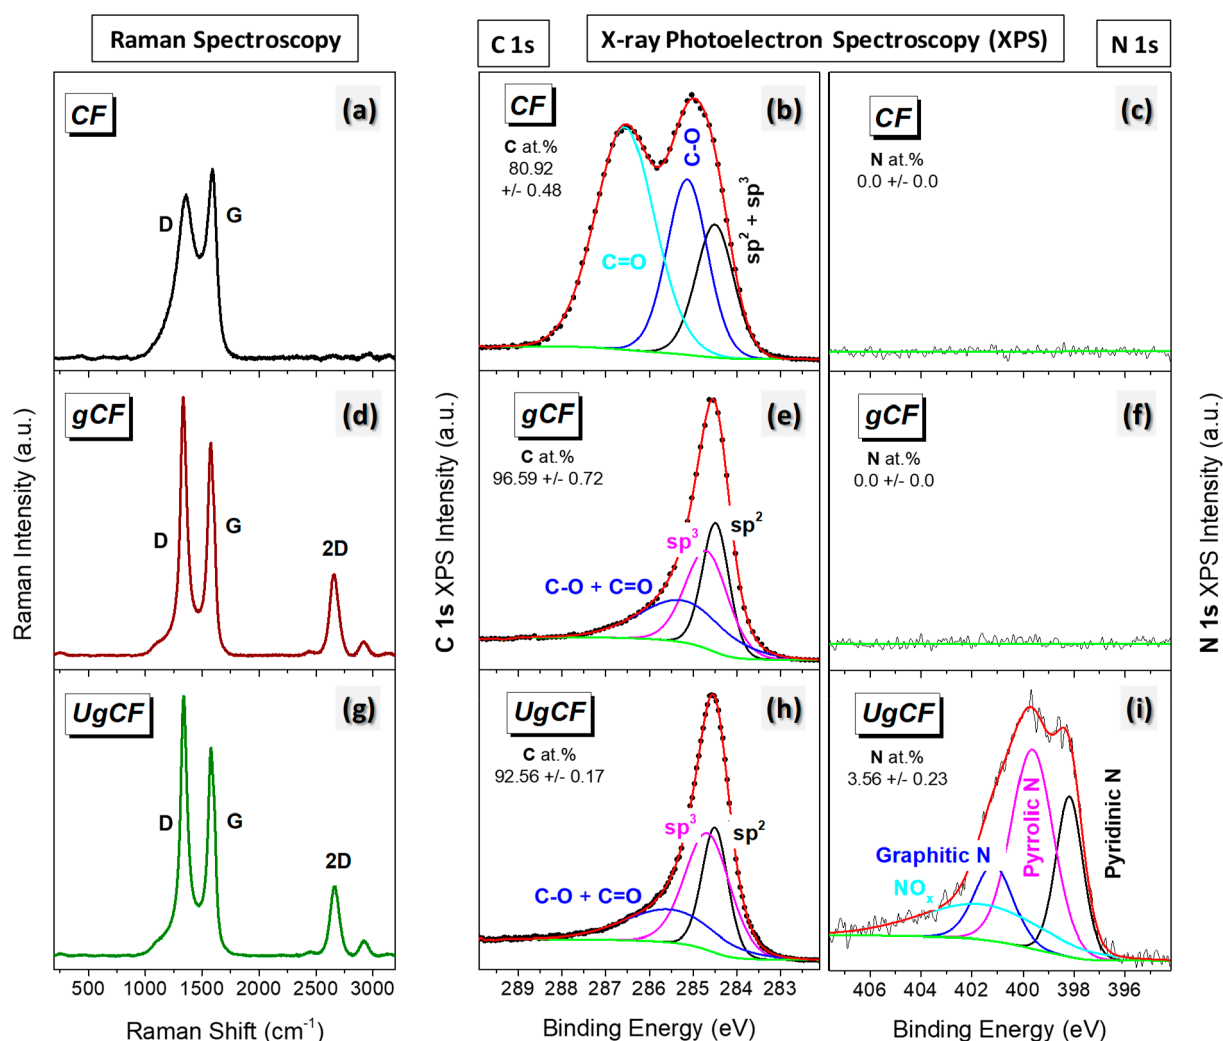 Raman Spectroscopy
C 1s
X-ray Photoelectron Spectroscopy (XPS)
N 1s
CF
(a)
D
G
CF
(b)
C at.%
80.92
+/- 0.48
C=O
C-O
sp² + sp³
CF
(c)
N at.%
0.0 +/- 0.0
Raman Intensity (a.u.)
gCF
(d)
D
G
2D
C 1s XPS Intensity (a.u.)
gCF
(e)
C at.%
96.59 +/- 0.72
sp³
sp²
C-O + C=O
gCF
(f)
N at.%
0.0 +/- 0.0
N 1s XPS Intensity (a.u.)
UgCF
(g)
D
G
2D
UgCF
(h)
C at.%
92.56 +/- 0.17
sp³
sp²
C-O + C=O
UgCF
(i)
N at.%
3.56 +/- 0.23
Graphitic N
NOₓ
Pyrrolic N
Pyridinic N
500 1000 1500 2000 2500 3000
Raman Shift (cm⁻¹)
289 288 287 286 285 284 283
Binding Energy (eV)
406 404 402 400 398 396
Binding Energy (eV)